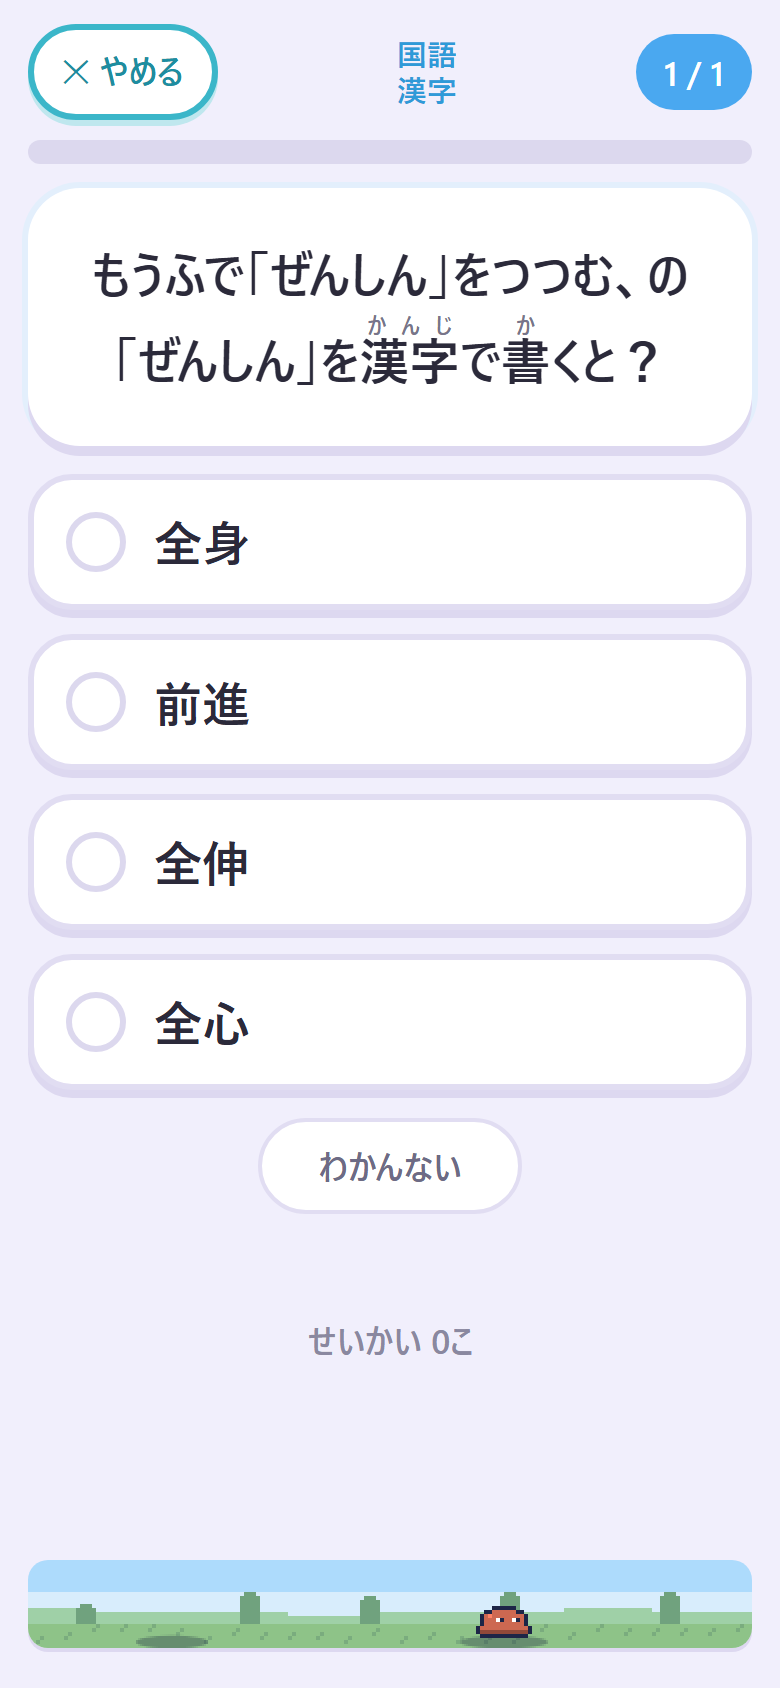 × やめる
国語
漢字
1 / 1
もうふで「ぜんしん」をつつむ、の
かんじ か
「ぜんしん」を漢字で書くと？
全身
前進
全伸
全心
わかんない
せいかい 0こ